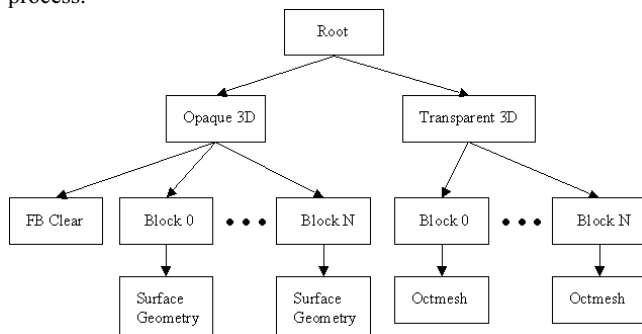 process.
Root
Opaque 3D
Transparent 3D
FB Clear
Block 0
Block N
Block 0
Block N
Surface
Geometry
Surface
Geometry
Octmesh
Octmesh